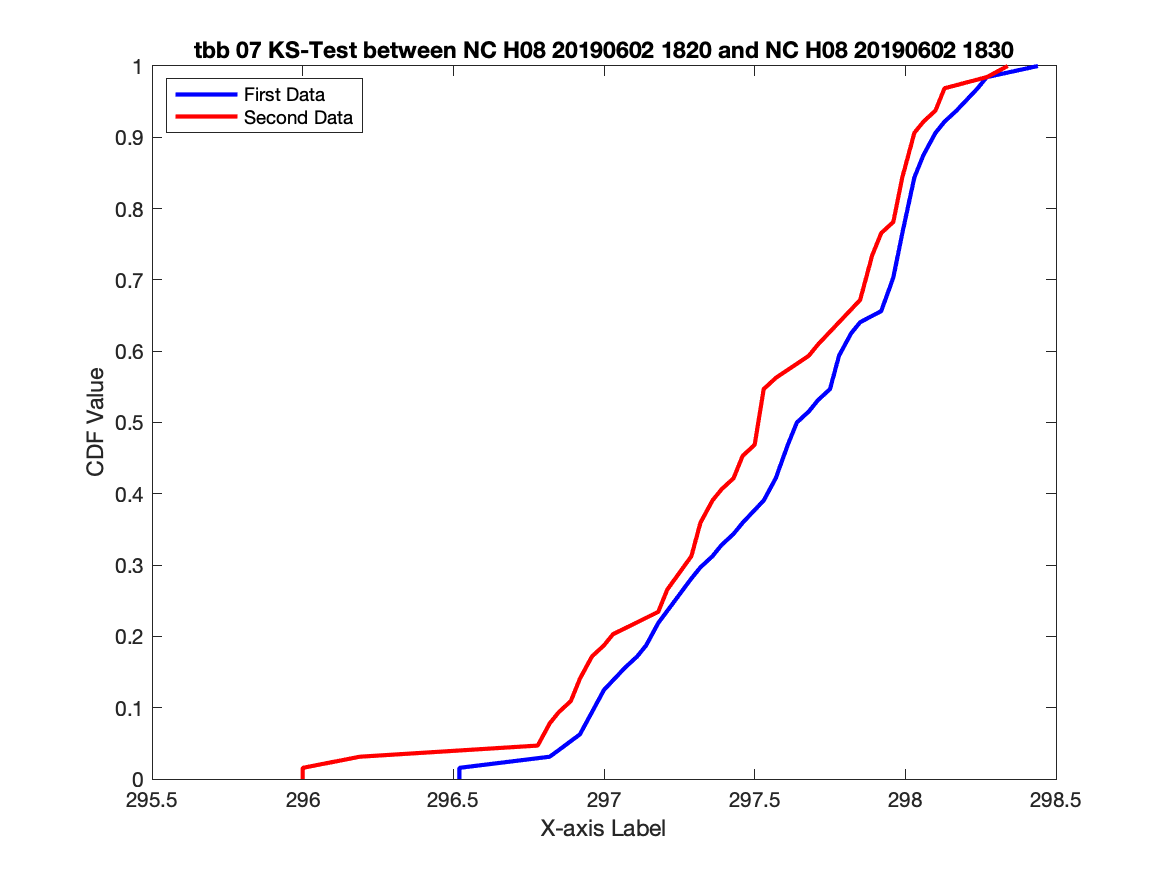 tbb 07 KS-Test between NC H08 20190602 1820 and NC H08 20190602 1830
First Data
Second Data
1
0.9
0.8
0.7
0.6
0.5
0.4
0.3
0.2
0.1
0
CDF Value
295.5 296 296.5 297 297.5 298 298.5
X-axis Label